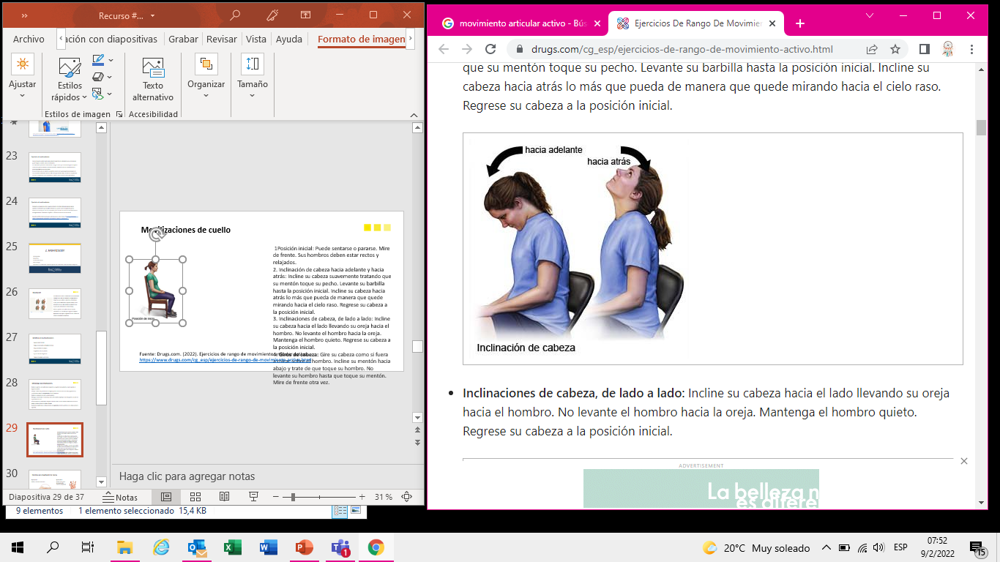 Recurso #...
Archivo
ación con diapositivas
Grabar
Revisar
Vista
Ayuda
Formato de imagen
Ajustar
Estilos
rápidos
Texto
alternativo
Organizar
Tamaño
Estilos de imagen
Accesibilidad
23
24
25
26
27
28
29
30
Movilizaciones de cuello
1Posición inicial: Puede sentarse o pararse. Mire
de frente. Sus hombros deben estar rectos y
relajados.
2. Inclinación de cabeza hacia adelante y hacia
atrás: Incline su cabeza suavemente tratando que
su mentón toque su pecho. Levante su barbilla
hasta la posición inicial. Incline su cabeza hacia
atrás lo más que pueda de manera que quede
mirando hacia el cielo raso. Regrese su cabeza a
la posición inicial.
3. Inclinaciones de cabeza, de lado a lado: Incline
su cabeza hacia el lado llevando su oreja hacia el
hombro. No levante el hombro hacia la oreja.
Mantenga el hombro quieto. Regrese su cabeza a
la posición inicial.
Giros de cabeza: Gire su cabeza como si fuera
hombro. Incline su mentón hacia
abajo y trate de que toque su hombro. No
levante su hombro hasta que toque su mentón.
Mire de frente otra vez.
Fuente: Drugs.com. (2022). Ejercicios de rango de movimiento
https://www.drugs.com/cg_esp/ejercicios-de-rango-de-movimiento-activo.html
Haga clic para agregar notas
Diapositiva 29 de 37
Notas
31 %
9 elementos
1 elemento seleccionado 15,4 KB
movimiento articular activo - Bús
Ejercicios De Rango De Movimien
drugs.com/cg_esp/ejercicios-de-rango-de-movimiento-activo.html
que su mentón toque su pecho. Levante su barbilla hasta la posición inicial. Incline su
cabeza hacia atrás lo más que pueda de manera que quede mirando hacia el cielo raso.
Regrese su cabeza a la posición inicial.
hacia adelante
hacia atrás
Inclinación de cabeza
Inclinaciones de cabeza, de lado a lado: Incline su cabeza hacia el lado llevando su oreja
hacia el hombro. No levante el hombro hacia la oreja. Mantenga el hombro quieto.
Regrese su cabeza a la posición inicial.
ADVERTISEMENT
La belleza n
es difere
1
20°C Muy soleado
ESP
07:52
9/2/2022
15